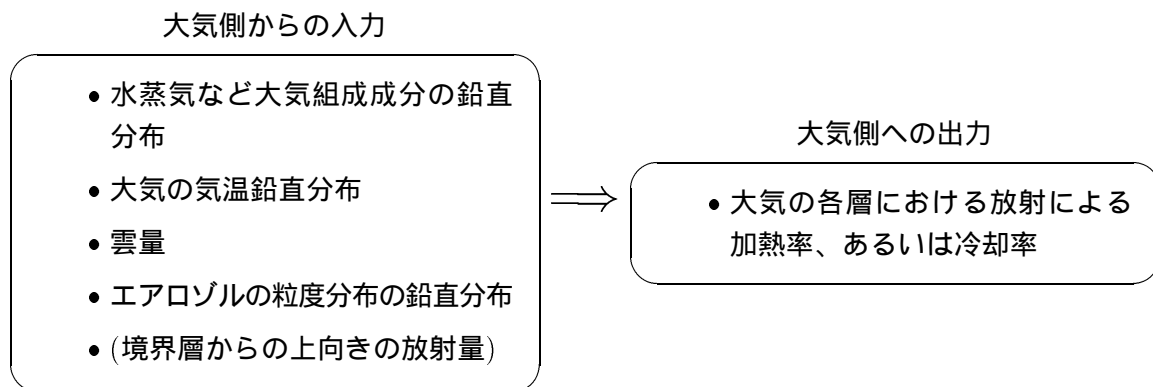 大気側からの入力
• 水蒸気など大気組成成分の鉛直
分布
• 大気の気温鉛直分布
• 雲量
• エアロゾルの粒度分布の鉛直分布
• (境界層からの上向きの放射量)
⟹
大気側への出力
• 大気の各層における放射による
加熱率、あるいは冷却率